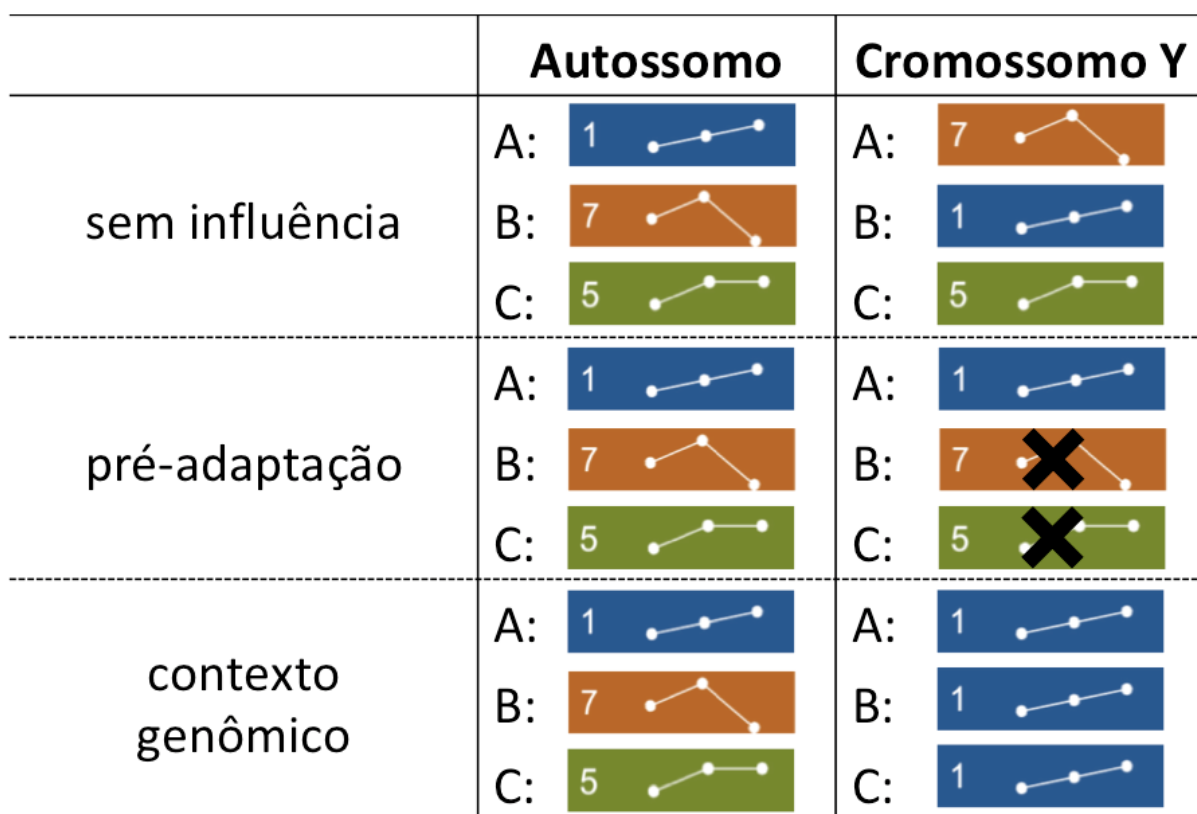 Autossomo Cromossomo Y
sem influência
A: 1 A: 7
B: 7 B: 1
C: 5 C: 5
pré-adaptação
A: 1 A: 1
B: 7 B: 7
C: 5 C: 5
contexto
genômico
A: 1 A: 1
B: 7 B: 1
C: 5 C: 1